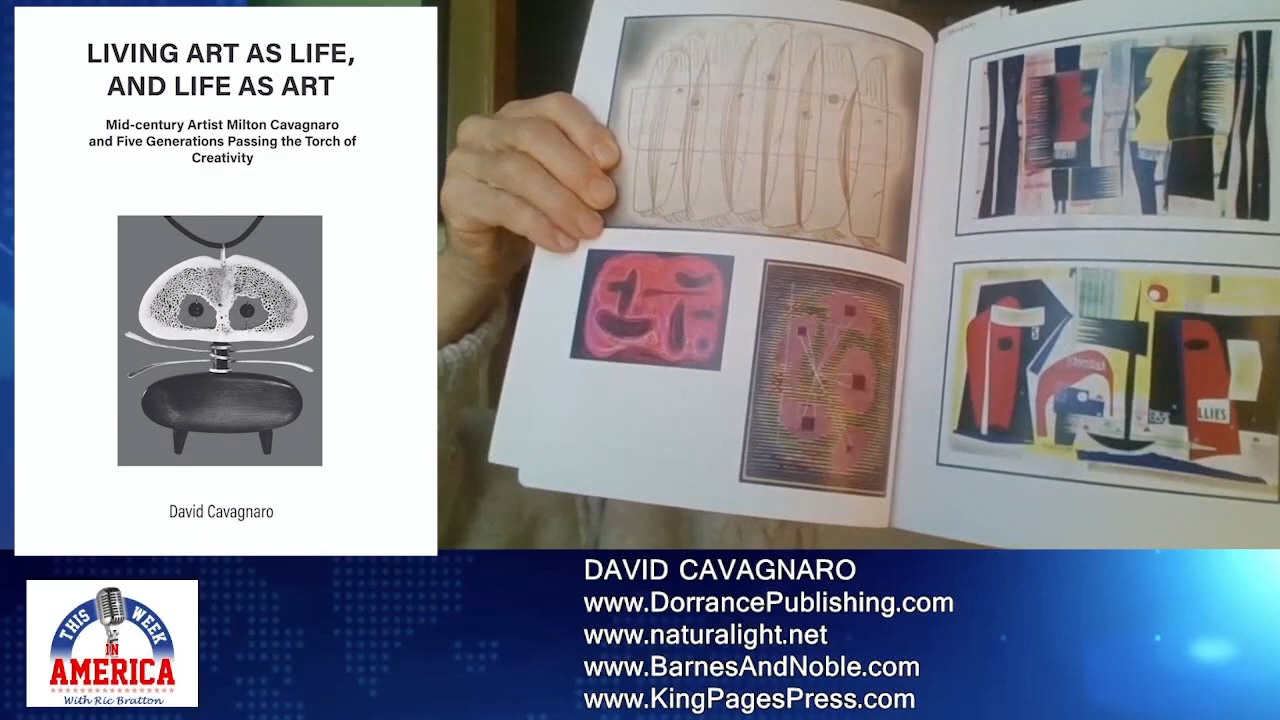 LIVING ART AS LIFE,
AND LIFE AS ART
Mid-century Artist Milton Cavagnaro
and Five Generations Passing the Torch of
Creativity
David Cavagnaro
THIS WEEK
IN
AMERICA
With Ric Bratton
LLIES
DAVID CAVAGNARO
www.DorrancePublishing.com
www.naturalight.net
www.BarnesAndNoble.com
www.KingPagesPress.com